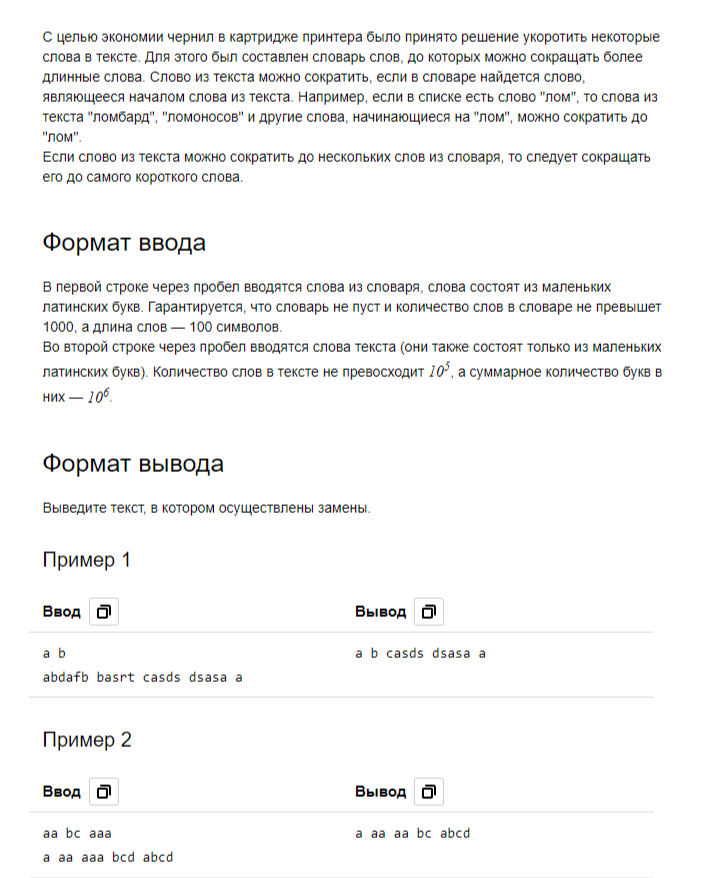 С целью экономии чернил в картридже принтера было принято решение укоротить некоторые
слова в тексте. Для этого был составлен словарь слов, до которых можно сокращать более
длинные слова. Слово из текста можно сократить, если в словаре найдется слово,
являющееся началом слова из текста. Например, если в списке есть слово "лом", то слова из
текста "ломбард", "ломоносов" и другие слова, начинающиеся на "лом", можно сократить до
"лом".
Если слово из текста можно сократить до нескольких слов из словаря, то следует сокращать
его до самого короткого слова.
Формат ввода
В первой строке через пробел вводятся слова из словаря, слова состоят из маленьких
латинских букв. Гарантируется, что словарь не пуст и количество слов в словаре не превышет
1000, а длина слов — 100 символов.
Во второй строке через пробел вводятся слова текста (они также состоят только из маленьких
латинских букв). Количество слов в тексте не превосходит 10^5, а суммарное количество букв в
них — 10^6.
Формат вывода
Выведите текст, в котором осуществлены замены.
Пример 1
Ввод Вывод
a b a b casds dsasa a
abdafb basrt casds dsasa a
Пример 2
Ввод Вывод
aa bc aaa a aa aa bc abcd
a aa aaa bcd abcd